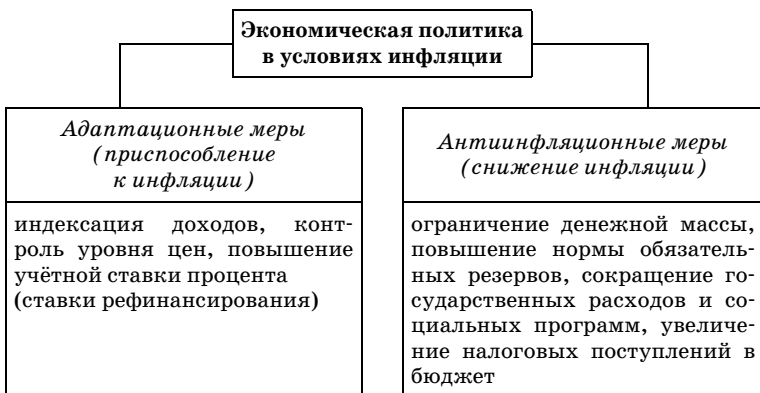 Экономическая политика
в условиях инфляции
Адаптационные меры
(приспособление
к инфляции)
индексация доходов, конт-
роль уровня цен, повышение
учётной ставки процента
(ставки рефинансирования)
Антиинфляционные меры
(снижение инфляции)
ограничение денежной массы,
повышение нормы обязатель-
ных резервов, сокращение го-
сударственных расходов и со-
циальных программ, увеличе-
ние налоговых поступлений в
бюджет